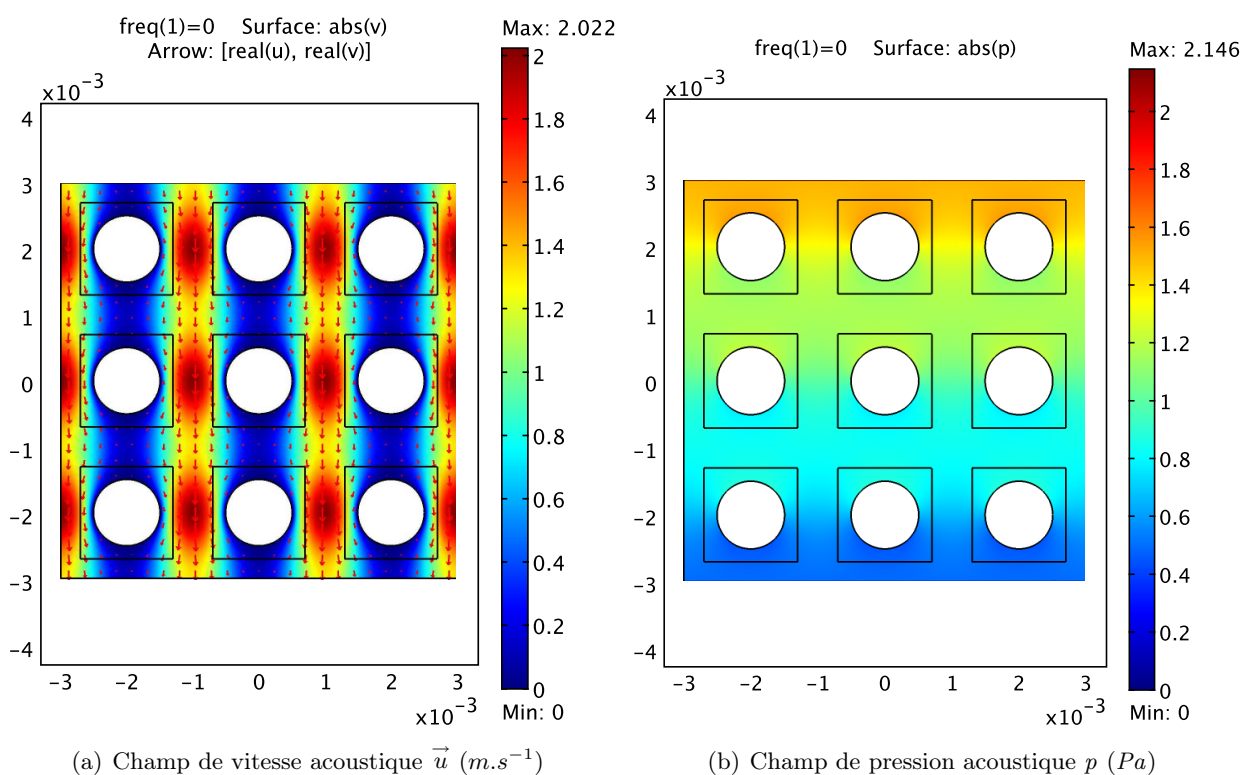 freq(1)=0 Surface: abs(v)
Arrow: [real(u), real(v)]
Max: 2.022
x10⁻³
4
3
2
1
0
-1
-2
-3
-4
-3 -2 -1 0 1 2 3
x10⁻³
2
1.8
1.6
1.4
1.2
1
0.8
0.6
0.4
0.2
0
Min: 0
(a) Champ de vitesse acoustique u⃗ (m.s⁻¹)
freq(1)=0 Surface: abs(p)
Max: 2.146
x10⁻³
4
3
2
1
0
-1
-2
-3
-4
-3 -2 -1 0 1 2 3
x10⁻³
2
1.8
1.6
1.4
1.2
1
0.8
0.6
0.4
0.2
0
Min: 0
(b) Champ de pression acoustique p (Pa)